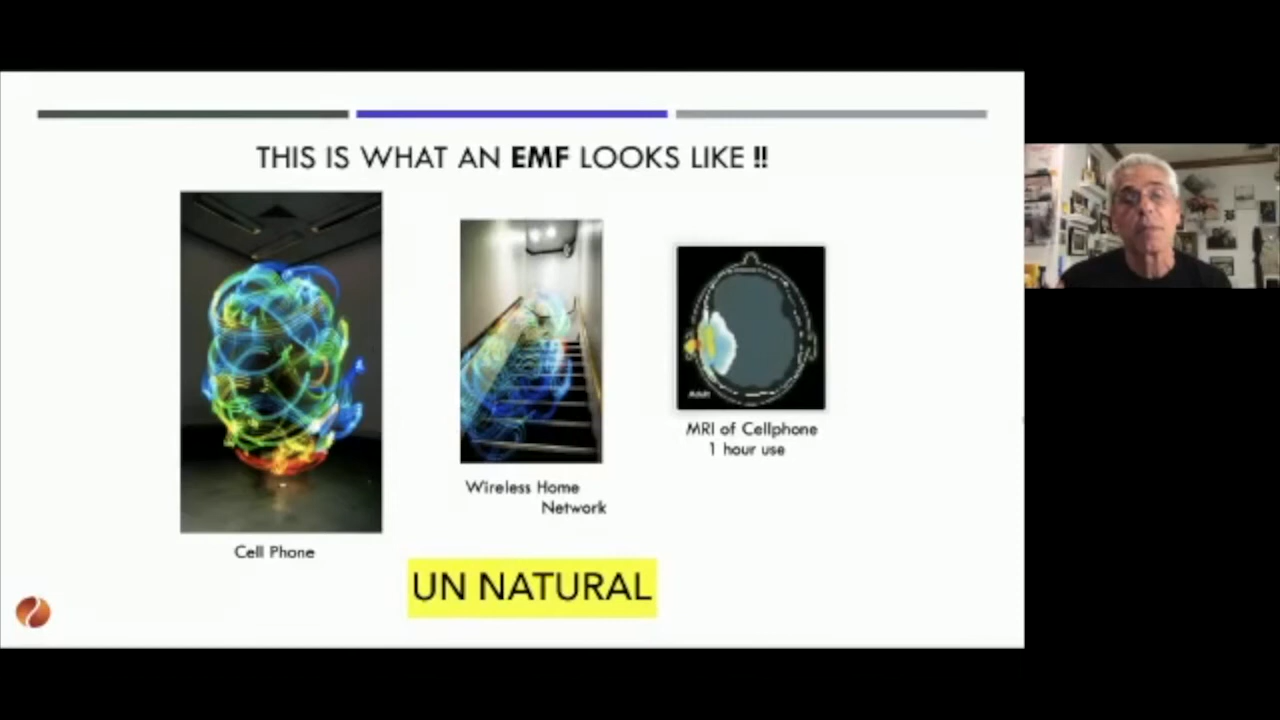 THIS IS WHAT AN EMF LOOKS LIKE !!
Adult
MRI of Cellphone
1 hour use
Wireless Home
Network
Cell Phone
UN NATURAL